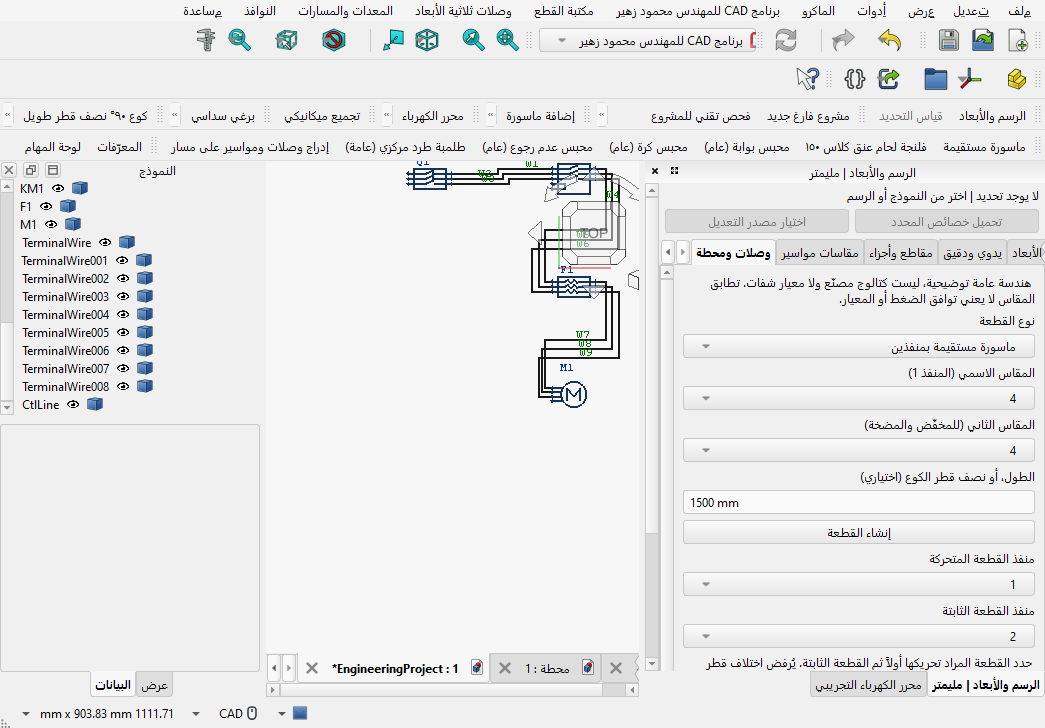 ملف تعديل عرض أدوات الماكرو برنامج CAD للمهندس محمود زهير مكتبة القطع وصلات ثلاثية الأبعاد المعدات والمسارات النوافذ مساعدة
برنامج CAD للمهندس محمود زهير
الرسم والأبعاد قياس التحديد مشروع فارغ جديد فحص تقني للمشروع » إضافة ماسورة » محرر الكهرباء » تجميع ميكانيكي برغي سداسي » كوع ٩٠° نصف قطر طويل »
ماسورة مستقيمة فلنجة لحام عنق كلاس ١٥٠ محبس بوابة (عام) محبس كرة (عام) محبس عدم رجوع (عام) طلمبة طرد مركزي (عامة) إدراج وصلات ومواسير على مسار المعرّفات لوحة المهام
الرسم والأبعاد | مليمتر
لا يوجد تحديد | اختر من النموذج أو الرسم
تحميل خصائص المحدد
اختيار مصدر التعديل
الأبعاد يدوي ودقيق مقاطع وأجزاء مقاسات مواسير وصلات ومحطة
هندسة عامة توضيحية، ليست كتالوج مصنّع ولا معيار شفات. تطابق
المقاس لا يعني توافق الضغط أو المعيار.
نوع القطعة
ماسورة مستقيمة بمنفذين
المقاس الاسمي (المنفذ 1)
4
المقاس الثاني (للمخفّض والمضخة)
4
الطول، أو نصف قطر الكوع (اختياري)
1500 mm
إنشاء القطعة
منفذ القطعة المتحركة
1
منفذ القطعة الثابتة
2
حدد القطعة المراد تحريكها أولاً ثم القطعة الثابتة. يُرفض اختلاف قطر
الرسم والأبعاد | مليمتر محرر الكهرباء التجريبي
Q1
W1
W3
W4
TOP
W6
F1
W7
W8
W9
M1
M
محطة : 1
*EngineeringProject : 1
النموذج
KM1
F1
M1
TerminalWire
TerminalWire001
TerminalWire002
TerminalWire003
TerminalWire004
TerminalWire005
TerminalWire006
TerminalWire007
TerminalWire008
CtlLine
عرض البيانات
CAD
1111.71 mm x 903.83 mm